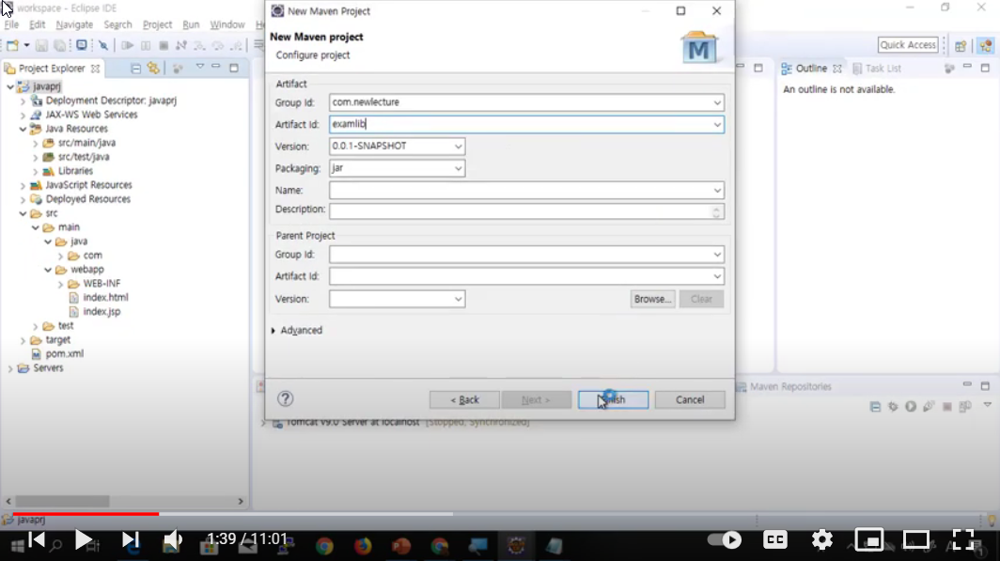 workspace - Eclipse IDE
File Edit Navigate Search Project Run Window
Quick Access
Project Explorer
javaprj
Deployment Descriptor: javaprj
JAX-WS Web Services
Java Resources
src/main/java
src/test/java
Libraries
JavaScript Resources
Deployed Resources
src
main
java
com
webapp
WEB-INF
index.html
index.jsp
test
target
pom.xml
Servers
New Maven Project
New Maven project
Configure project
Artifact
Group Id: com.newlecture
Artifact Id: examlib
Version: 0.0.1-SNAPSHOT
Packaging: jar
Name:
Description:
Parent Project
Group Id:
Artifact Id:
Version: Browse... Clear
Advanced
< Back Next > Finish Cancel
Outline Task List
An outline is not available.
Maven Repositories
Tomcat v9.0 Server at localhost [Stopped, Synchronized]
javaprj
1:39 / 11:01
CC